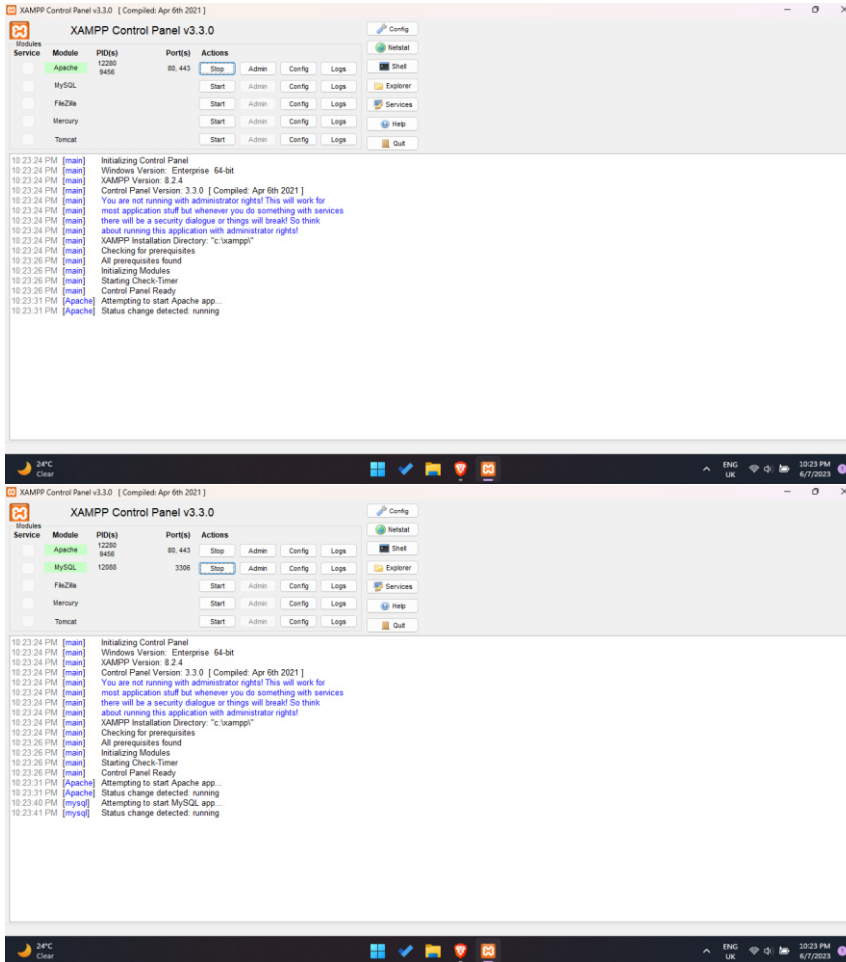 XAMPP Control Panel v3.3.0 [ Compiled: Apr 6th 2021 ]
XAMPP Control Panel v3.3.0
Config
Modules
Service Module PID(s) Port(s) Actions
Netstat
Apache 12280 9456 80, 443 Stop Admin Config Logs
Shell
MySQL Start Admin Config Logs
Explorer
FileZilla Start Admin Config Logs
Services
Mercury Start Admin Config Logs
Help
Tomcat Start Admin Config Logs
Quit
10:23:24 PM [main] Initializing Control Panel
10:23:24 PM [main] Windows Version: Enterprise 64-bit
10:23:24 PM [main] XAMPP Version: 8.2.4
10:23:24 PM [main] Control Panel Version: 3.3.0 [ Compiled: Apr 6th 2021 ]
10:23:24 PM [main] You are not running with administrator rights! This will work for
10:23:24 PM [main] most application stuff but whenever you do something with services
10:23:24 PM [main] there will be a security dialogue or things will break! So think
10:23:24 PM [main] about running this application with administrator rights!
10:23:24 PM [main] XAMPP Installation Directory: "c:\xampp\"
10:23:24 PM [main] Checking for prerequisites
10:23:26 PM [main] All prerequisites found
10:23:26 PM [main] Initializing Modules
10:23:26 PM [main] Starting Check-Timer
10:23:26 PM [main] Control Panel Ready
10:23:31 PM [Apache] Attempting to start Apache app...
10:23:31 PM [Apache] Status change detected: running
24°C
Clear
ENG
UK
10:23 PM
6/7/2023
XAMPP Control Panel v3.3.0 [ Compiled: Apr 6th 2021 ]
XAMPP Control Panel v3.3.0
Config
Modules
Service Module PID(s) Port(s) Actions
Netstat
Apache 12280 9456 80, 443 Stop Admin Config Logs
Shell
MySQL 12088 3306 Stop Admin Config Logs
Explorer
FileZilla Start Admin Config Logs
Services
Mercury Start Admin Config Logs
Help
Tomcat Start Admin Config Logs
Quit
10:23:24 PM [main] Initializing Control Panel
10:23:24 PM [main] Windows Version: Enterprise 64-bit
10:23:24 PM [main] XAMPP Version: 8.2.4
10:23:24 PM [main] Control Panel Version: 3.3.0 [ Compiled: Apr 6th 2021 ]
10:23:24 PM [main] You are not running with administrator rights! This will work for
10:23:24 PM [main] most application stuff but whenever you do something with services
10:23:24 PM [main] there will be a security dialogue or things will break! So think
10:23:24 PM [main] about running this application with administrator rights!
10:23:24 PM [main] XAMPP Installation Directory: "c:\xampp\"
10:23:24 PM [main] Checking for prerequisites
10:23:26 PM [main] All prerequisites found
10:23:26 PM [main] Initializing Modules
10:23:26 PM [main] Starting Check-Timer
10:23:26 PM [main] Control Panel Ready
10:23:31 PM [Apache] Attempting to start Apache app...
10:23:31 PM [Apache] Status change detected: running
10:23:40 PM [mysql] Attempting to start MySQL app...
10:23:41 PM [mysql] Status change detected: running
24°C
Clear
ENG
UK
10:23 PM
6/7/2023